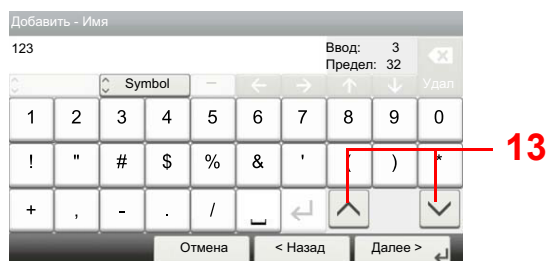 Добавить - Имя
123
Ввод: 3
Предел: 32
Symbol
Удал
1 2 3 4 5 6 7 8 9 0
! " # $ % & ' ( ) *
+ , - . /
13
Отмена < Назад Далее >